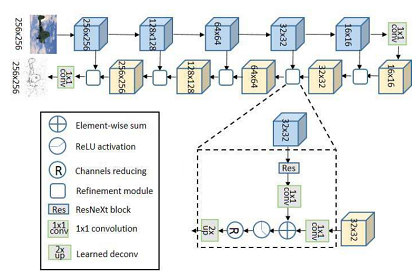 256x256
256x256
128x128
64x64
32x32
16x16
1x1
conv
256x256
1x1
conv
256x256
128x128
64x64
32x32
16x16
Element-wise sum
ReLU activation
R
Channels reducing
Refinement module
Res
ResNeXt block
1x1
conv
1x1 convolution
2x
up
Learned deconv
32x32
Res
1x1
conv
2x
up
R
1x1
conv
32x32